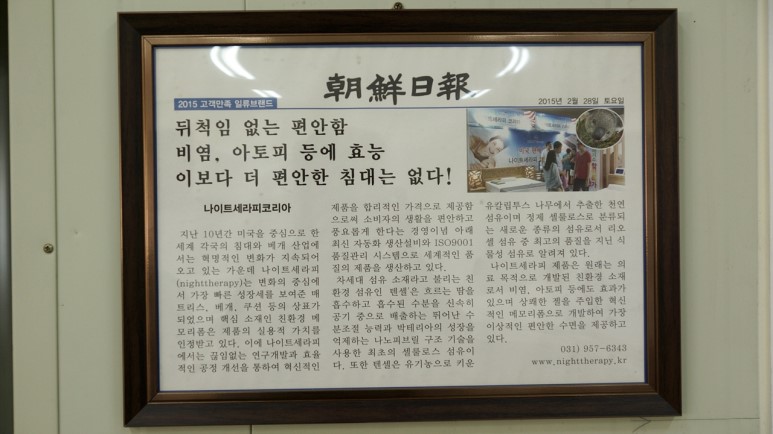 朝鮮日報
2015 고객만족 일류브랜드
2015년 2월 28일 토요일
뒤척임 없는 편안함
비염, 아토피 등에 효능
이보다 더 편안한 침대는 없다!
나이트세라피코리아
지난 10년간 미국을 중심으로 한
세계 각국의 침대와 베개 산업에
서는 혁명적인 변화가 지속되어
오고 있는 가운데 나이트세라피
(nighttherapy)는 변화의 중심에
서 가장 빠른 성장세를 보여준 매
트리스, 베개, 쿠션 등의 상표가
되었으며 핵심 소재인 친환경 메
모리폼은 제품의 실용적 가치를
인정받고 있다. 이에 나이트세라피
에서는 끊임없는 연구개발과 효율
적인 공정 개선을 통하여 혁신적인
제품을 합리적인 가격으로 제공함
으로써 소비자의 생활을 편안하고
풍요롭게 한다는 경영이념 아래
최신 자동화 생산설비와 ISO9001
품질관리 시스템으로 세계적인 품
질의 제품을 생산하고 있다.
차세대 섬유 소재라고 불리는 친
환경 섬유인 텐셀은 흐르는 땀을
흡수하고 흡수된 수분을 신속히
공기 중으로 배출하는 뛰어난 수
분조절 능력과 박테리아의 성장을
억제하는 나노피브릴 구조 기술을
사용한 최초의 셀룰로스 섬유이
다. 또한 텐셀은 유기농으로 키운
유칼립투스 나무에서 추출한 천연
섬유이며 정제 셀룰로스로 분류되
는 새로운 종류의 섬유로서 리오
셀 섬유 중 최고의 품질을 지닌 식
물성 섬유로 알려져 있다.
나이트세라피 제품은 원래는 의
료 목적으로 개발된 친환경 소재
로서 비염, 아토피 등에도 효과가
있으며 상쾌한 젤을 주입한 혁신
적인 메모리폼으로 개발하여 가장
이상적인 편안한 수면을 제공하고
있다.
031) 957-6343
www.nighttherapy.kr